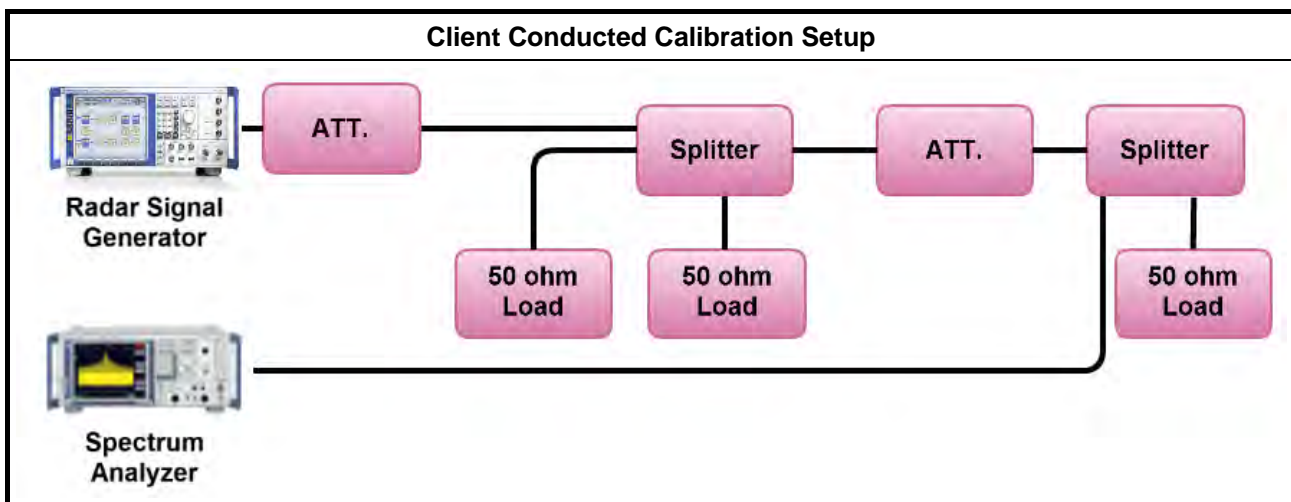 Client Conducted Calibration Setup
ATT.
Splitter
ATT.
Splitter
Radar Signal
Generator
50 ohm
Load
50 ohm
Load
50 ohm
Load
Spectrum
Analyzer